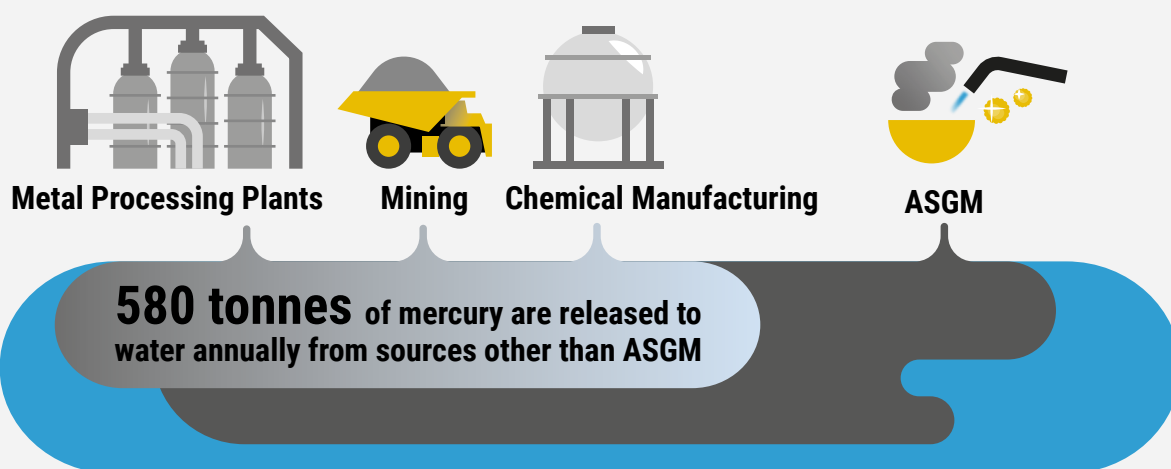 Metal Processing Plants
Mining
Chemical Manufacturing
ASGM
580 tonnes of mercury are released to
water annually from sources other than ASGM